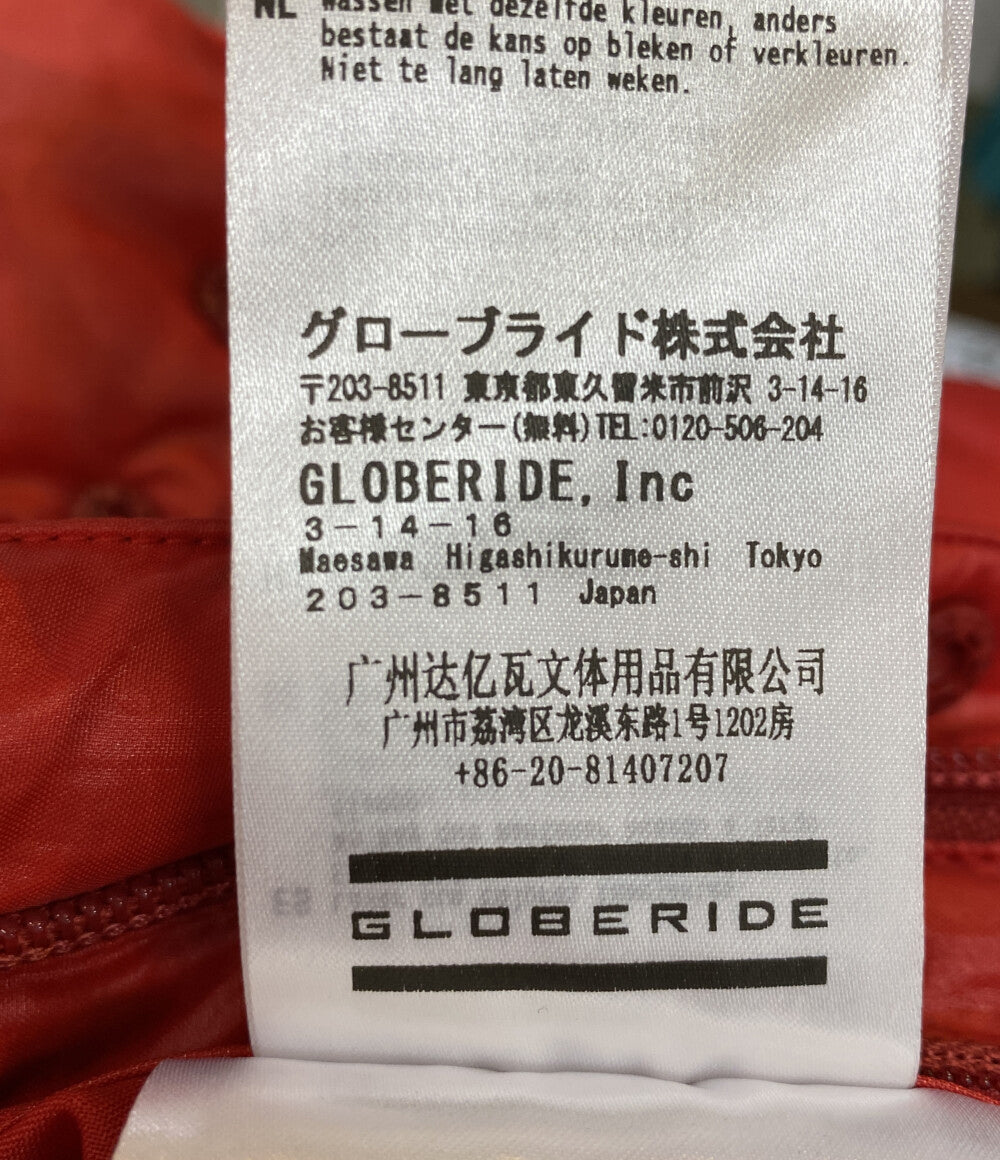 NL Wassen met dezelfde kleuren, anders
bestaat de kans op bleken of verkleuren.
Niet te lang laten weken.
グローブライド株式会社
〒203-8511 東京都東久留米市前沢 3-14-16
お客様センター(無料)TEL:0120-506-204
GLOBERIDE, Inc
3-14-16
Maesawa Higashikurume-shi Tokyo
203-8511 Japan
广州达亿瓦文体用品有限公司
广州市荔湾区龙溪东路1号1202房
+86-20-81407207
GLOBERIDE